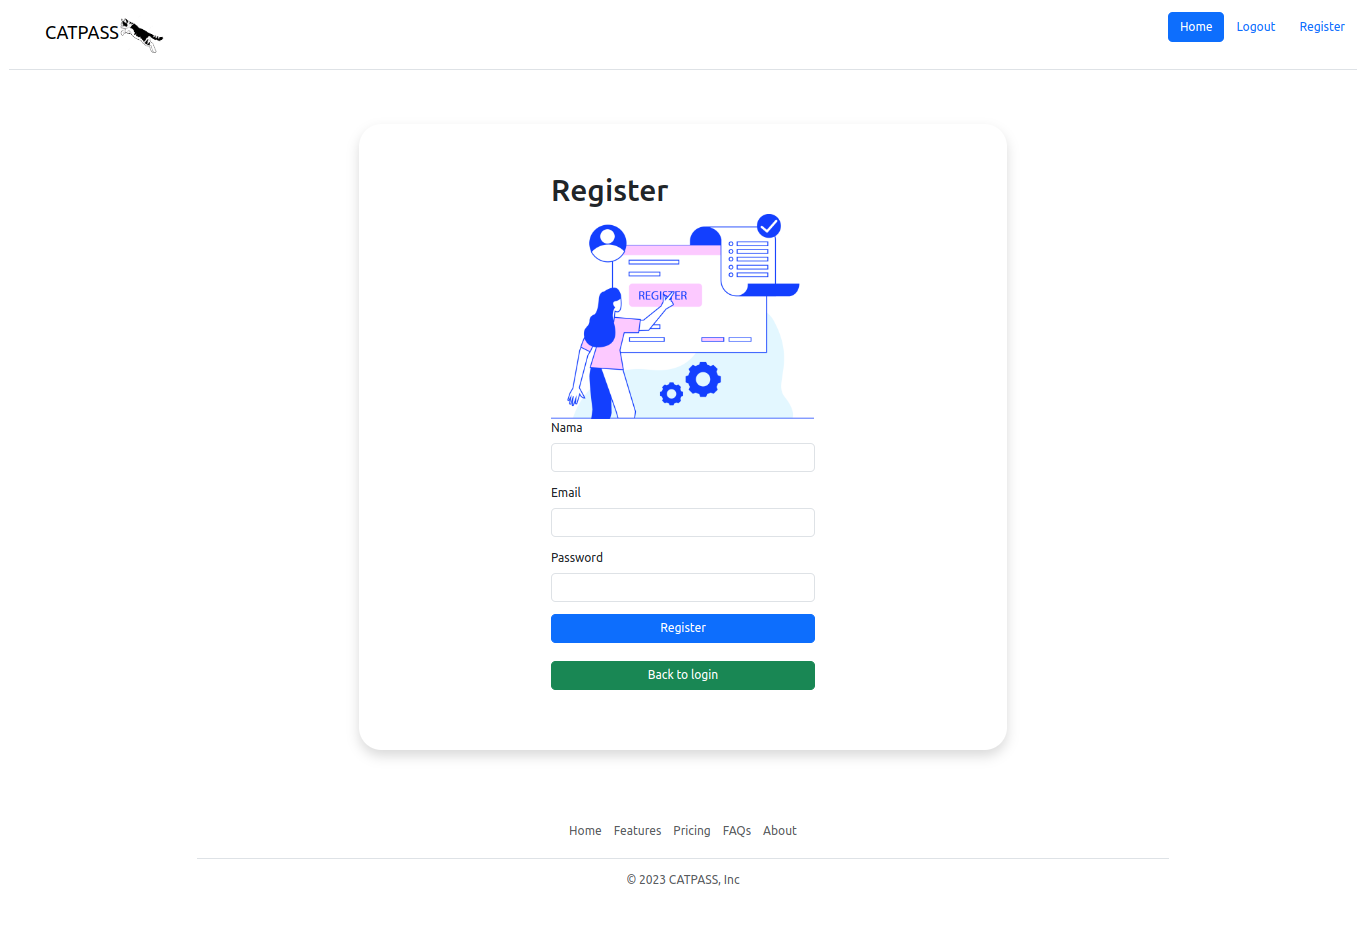 CATPASS
Home Logout Register
Register
REGISTER
Nama
Email
Password
Register
Back to login
Home Features Pricing FAQs About
© 2023 CATPASS, Inc